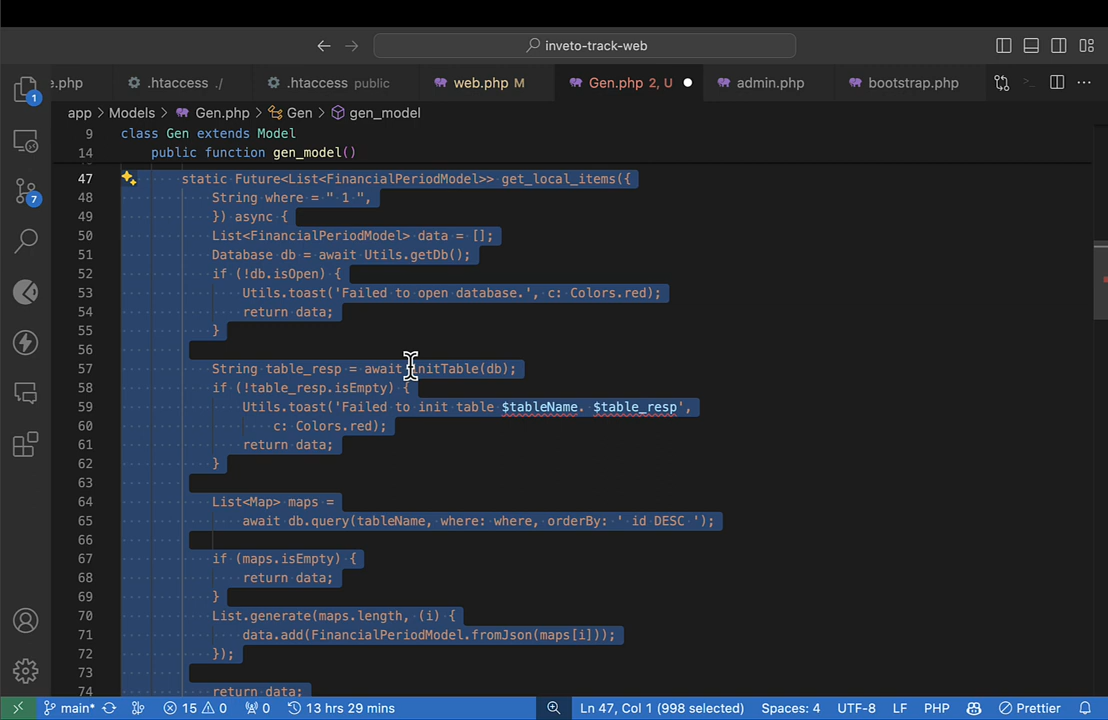 inveto-track-web
e.php
.htaccess ./
.htaccess public
web.php M
Gen.php 2, U
admin.php
bootstrap.php
app > Models > Gen.php > Gen > gen_model
9 class Gen extends Model
14 public function gen_model()
47 static Future<List<FinancialPeriodModel>> get_local_items({
48 String where = " 1 ",
49 }) async {
50 List<FinancialPeriodModel> data = [];
51 Database db = await Utils.getDb();
52 if (!db.isOpen) {
53 Utils.toast('Failed to open database.', c: Colors.red);
54 return data;
55 }
56
57 String table_resp = await initTable(db);
58 if (!table_resp.isEmpty) {
59 Utils.toast('Failed to init table $tableName. $table_resp',
60 c: Colors.red);
61 return data;
62 }
63
64 List<Map> maps =
65 await db.query(tableName, where: where, orderBy: ' id DESC ');
66
67 if (maps.isEmpty) {
68 return data;
69 }
70 List.generate(maps.length, (i) {
71 data.add(FinancialPeriodModel.fromJson(maps[i]));
72 });
73
74 return data;
1
7
main* 15 0 0 13 hrs 29 mins Ln 47, Col 1 (998 selected) Spaces: 4 UTF-8 LF PHP Prettier